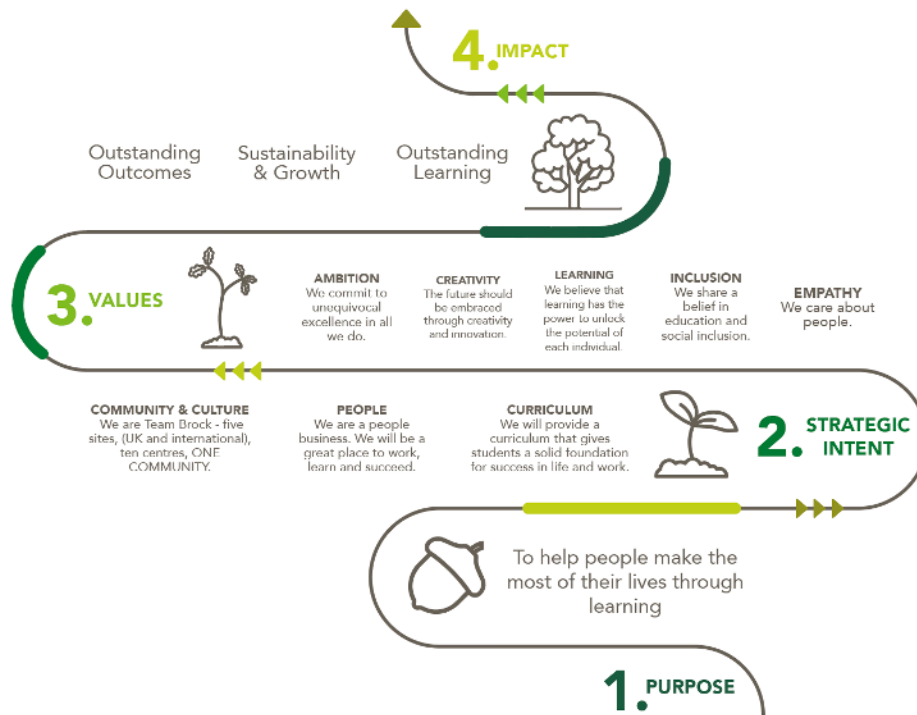 4. IMPACT
Outstanding
Outcomes
Sustainability
& Growth
Outstanding
Learning
3. VALUES
AMBITION
We commit to
unequivocal
excellence in all
we do.
CREATIVITY
The future should
be embraced
through creativity
and innovation.
LEARNING
We believe that
learning has the
power to unlock
the potential of
each individual.
INCLUSION
We share a
belief in
education and
social inclusion.
EMPATHY
We care about
people.
COMMUNITY & CULTURE
We are Team Brock - five
sites, (UK and international),
ten centres, ONE
COMMUNITY.
PEOPLE
We are a people
business. We will be a
great place to work,
learn and succeed.
CURRICULUM
We will provide a
curriculum that gives
students a solid foundation
for success in life and work.
2. STRATEGIC
INTENT
To help people make the
most of their lives through
learning
1. PURPOSE